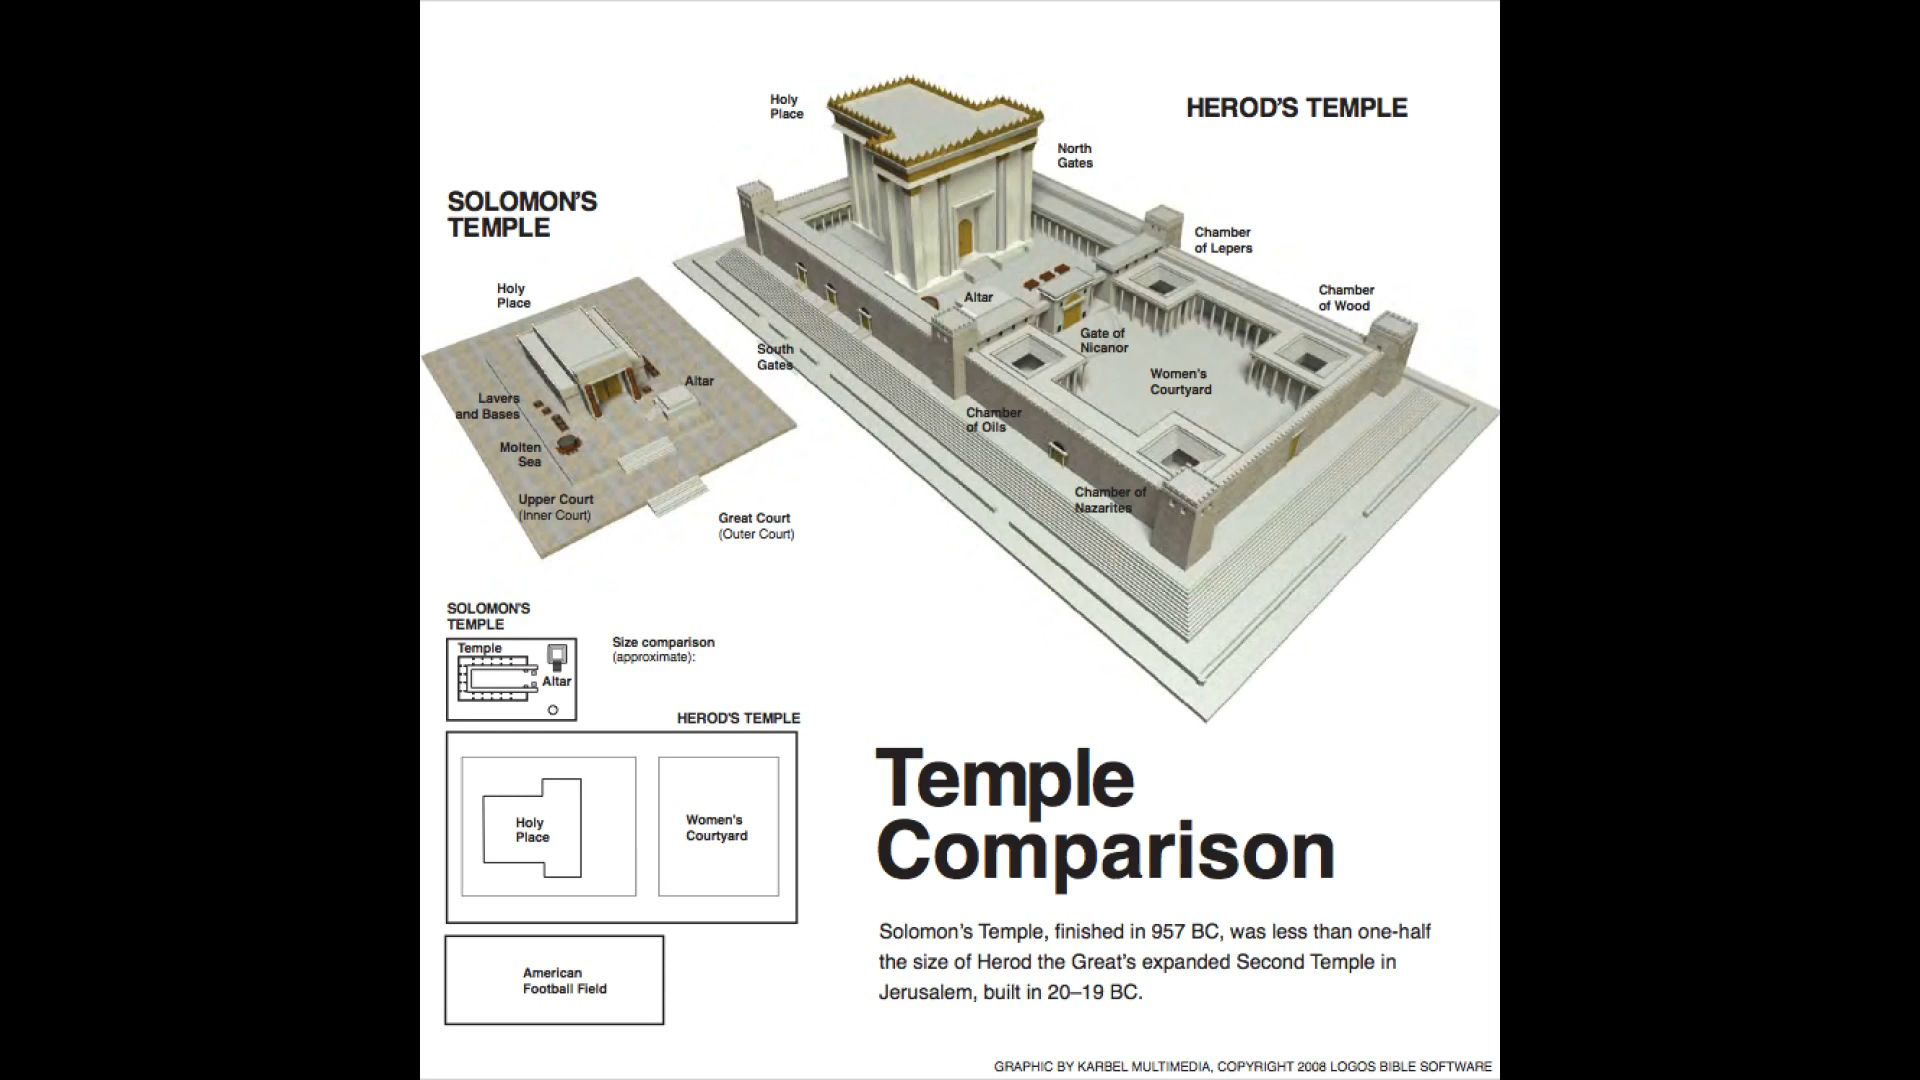 HEROD'S TEMPLE
Holy
Place
North
Gates
Chamber
of Lepers
Chamber
of Wood
Altar
Gate of
Nicanor
South
Gates
Women's
Courtyard
Chamber
of Oils
Chamber of
Nazarites
SOLOMON'S
TEMPLE
Holy
Place
Altar
Lavers
and Bases
Molten
Sea
Upper Court
(Inner Court)
Great Court
(Outer Court)
SOLOMON'S
TEMPLE
Temple
Altar
Size comparison
(approximate):
HEROD'S TEMPLE
Holy
Place
Women's
Courtyard
American
Football Field
Temple
Comparison
Solomon's Temple, finished in 957 BC, was less than one-half
the size of Herod the Great's expanded Second Temple in
Jerusalem, built in 20–19 BC.
GRAPHIC BY KARBEL MULTIMEDIA, COPYRIGHT 2008 LOGOS BIBLE SOFTWARE